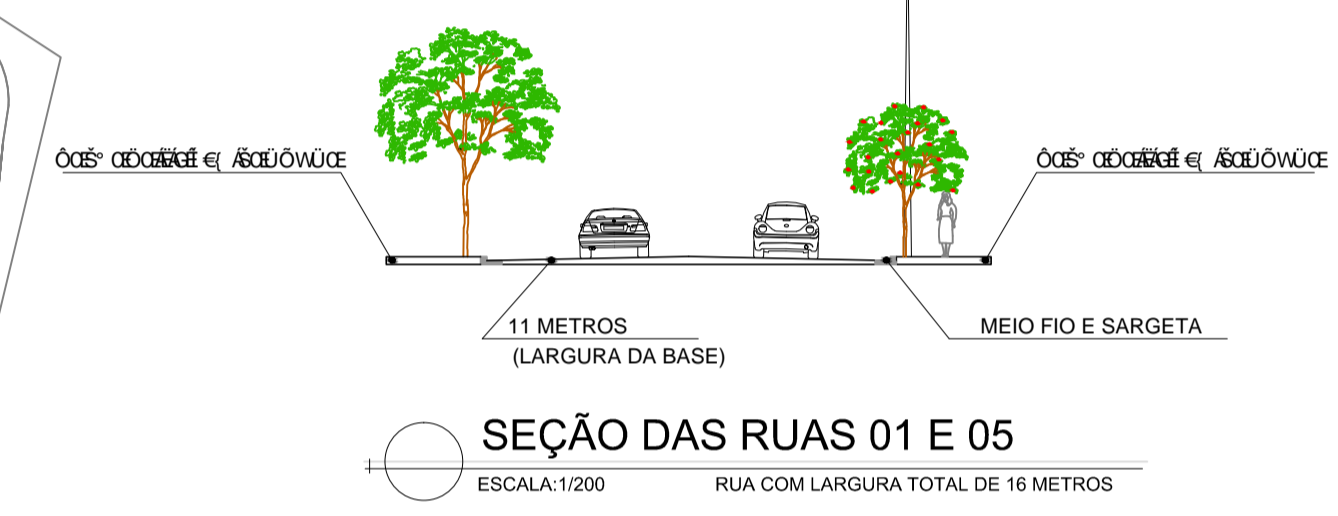 11 METROS
(LARGURA DA BASE)
MEIO FIO E SARGETA
SEÇÃO DAS RUAS 01 E 05
ESCALA:1/200
RUA COM LARGURA TOTAL DE 16 METROS